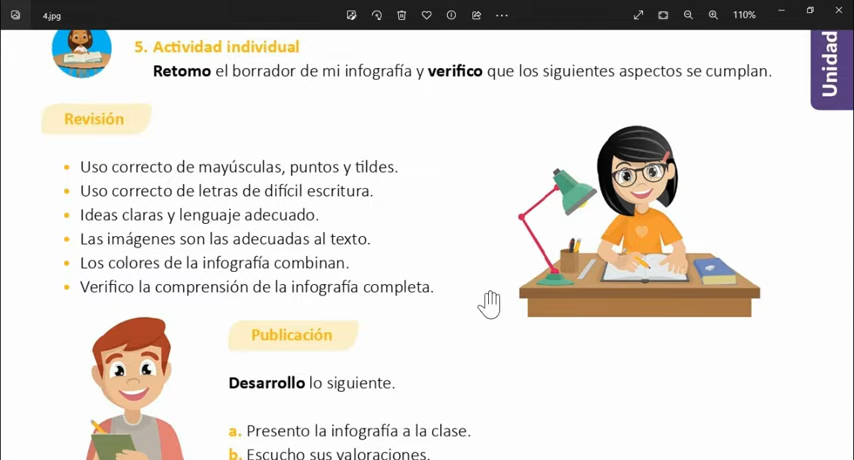 4.jpg
110%
5. Actividad individual
Retomo el borrador de mi infografía y verifico que los siguientes aspectos se cumplan.
Unidad
Revisión
• Uso correcto de mayúsculas, puntos y tildes.
• Uso correcto de letras de difícil escritura.
• Ideas claras y lenguaje adecuado.
• Las imágenes son las adecuadas al texto.
• Los colores de la infografía combinan.
• Verifico la comprensión de la infografía completa.
Publicación
Desarrollo lo siguiente.
a. Presento la infografía a la clase.
b. Escucho sus valoraciones.